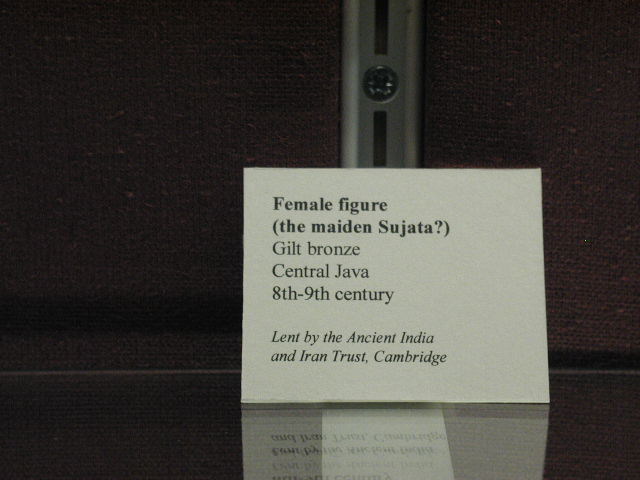 Female figure
(the maiden Sujata?)
Gilt bronze
Central Java
8th-9th century
Lent by the Ancient India
and Iran Trust, Cambridge